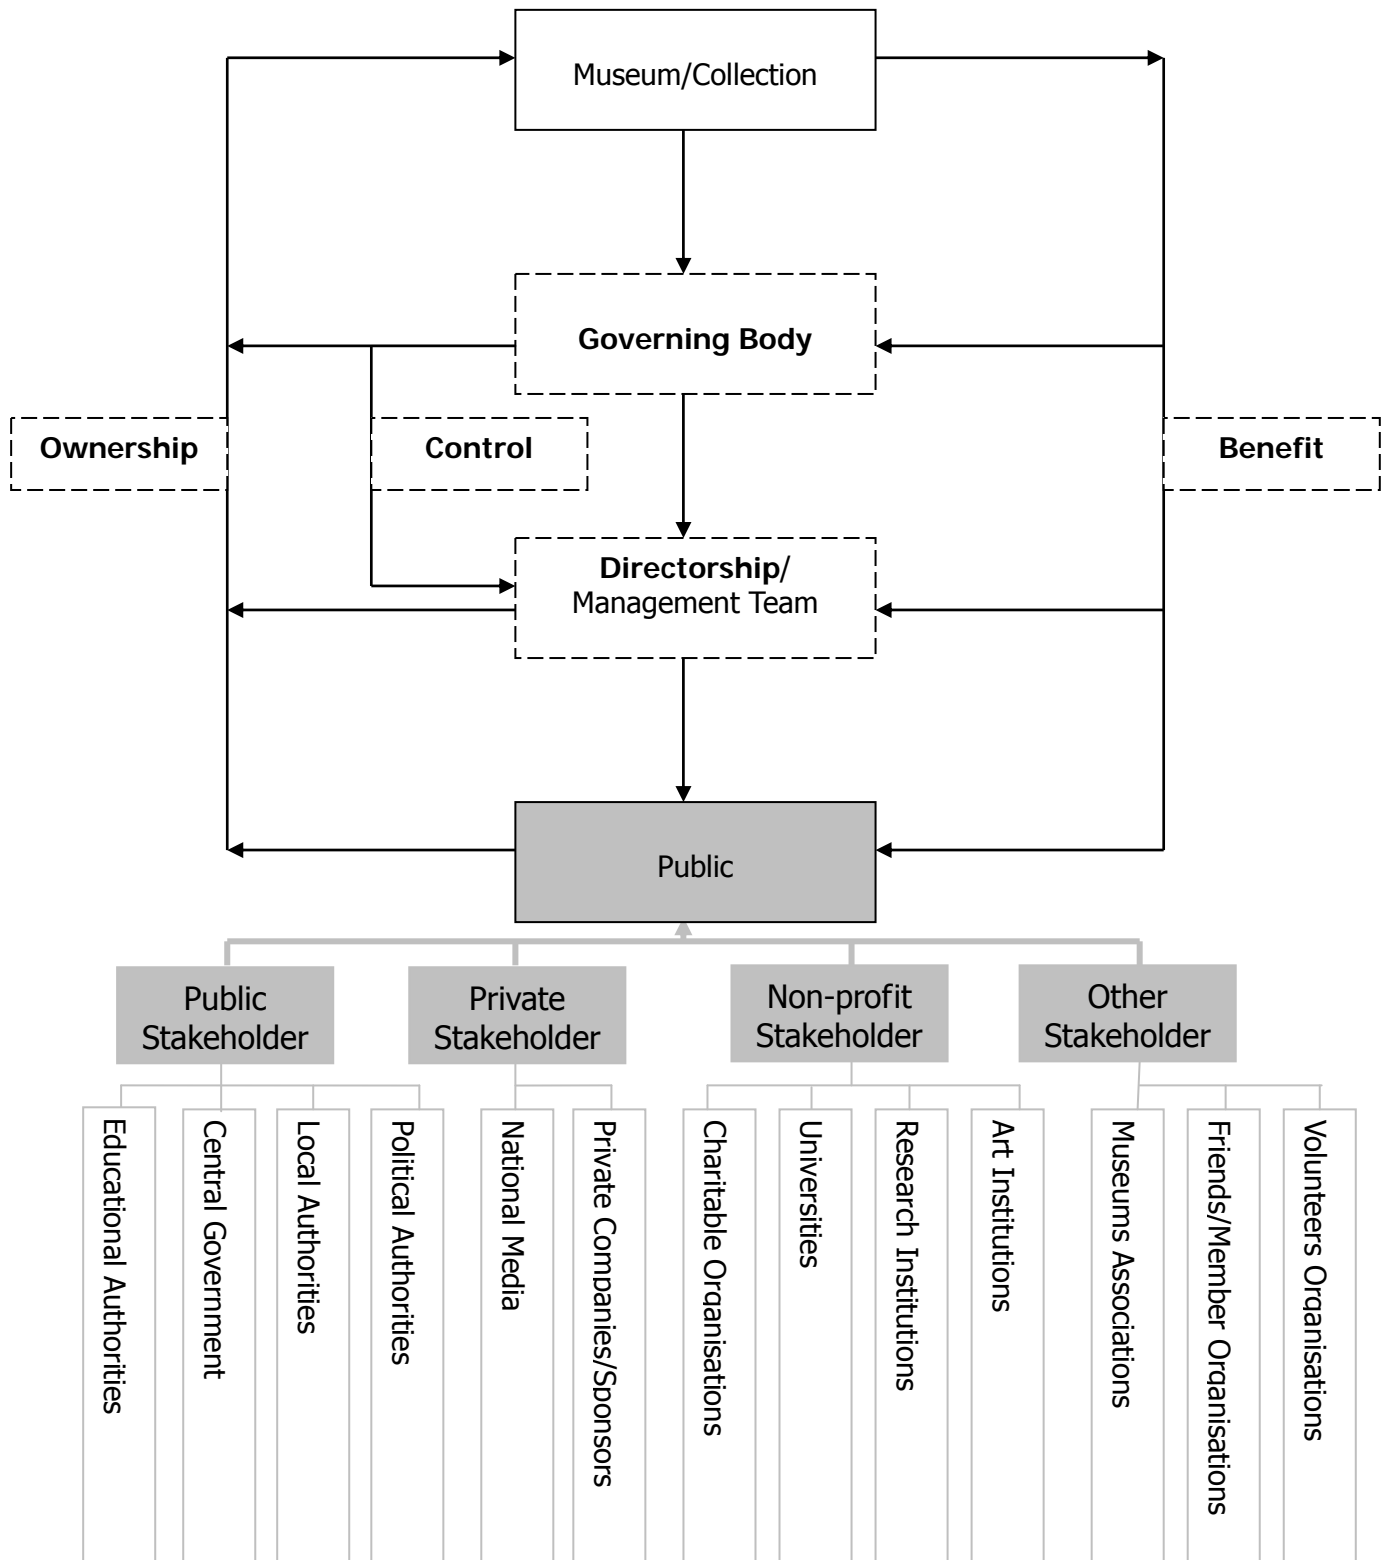 Museum/Collection
Governing Body
Ownership
Control
Benefit
Directorship/
Management Team
Public
Public
Stakeholder
Private
Stakeholder
Non-profit
Stakeholder
Other
Stakeholder
Educational Authorities
Central Government
Local Authorities
Political Authorities
National Media
Private Companies/Sponsors
Charitable Organisations
Universities
Research Institutions
Art Institutions
Museums Associations
Friends/Member Organisations
Volunteers Organisations